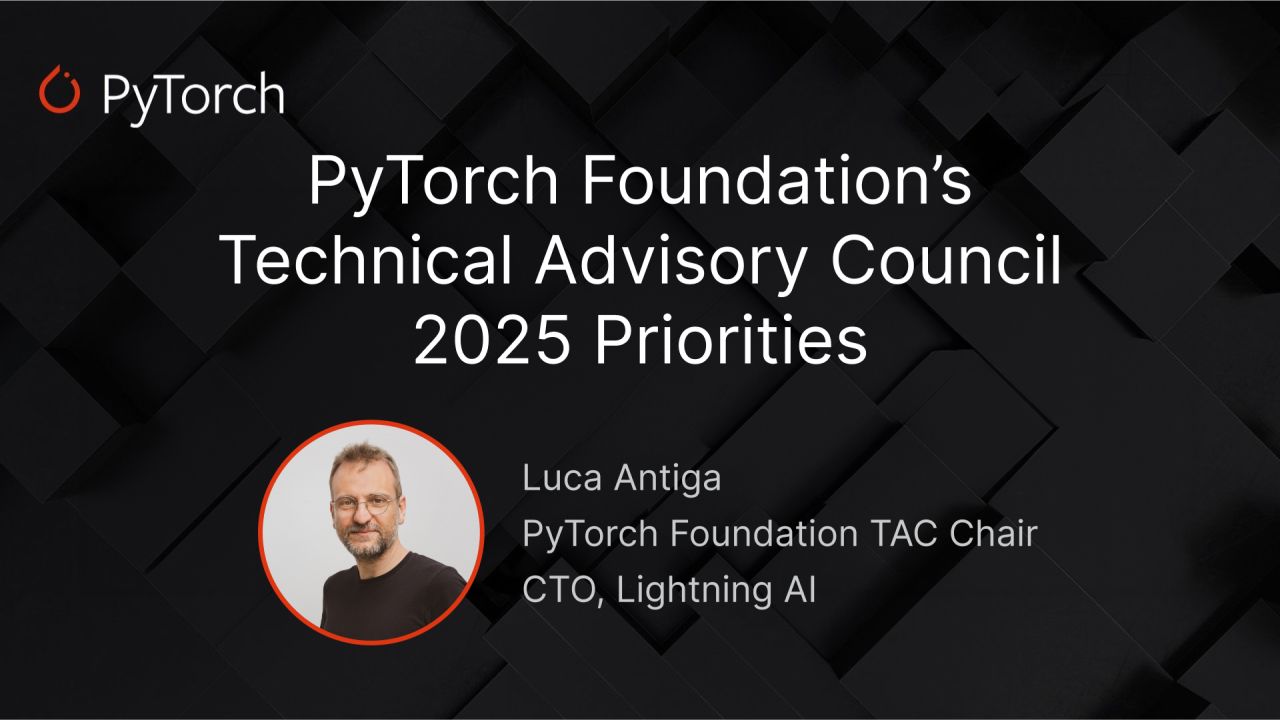 PyTorch
PyTorch Foundation’s
Technical Advisory Council
2025 Priorities
Luca Antiga
PyTorch Foundation TAC Chair
CTO, Lightning AI